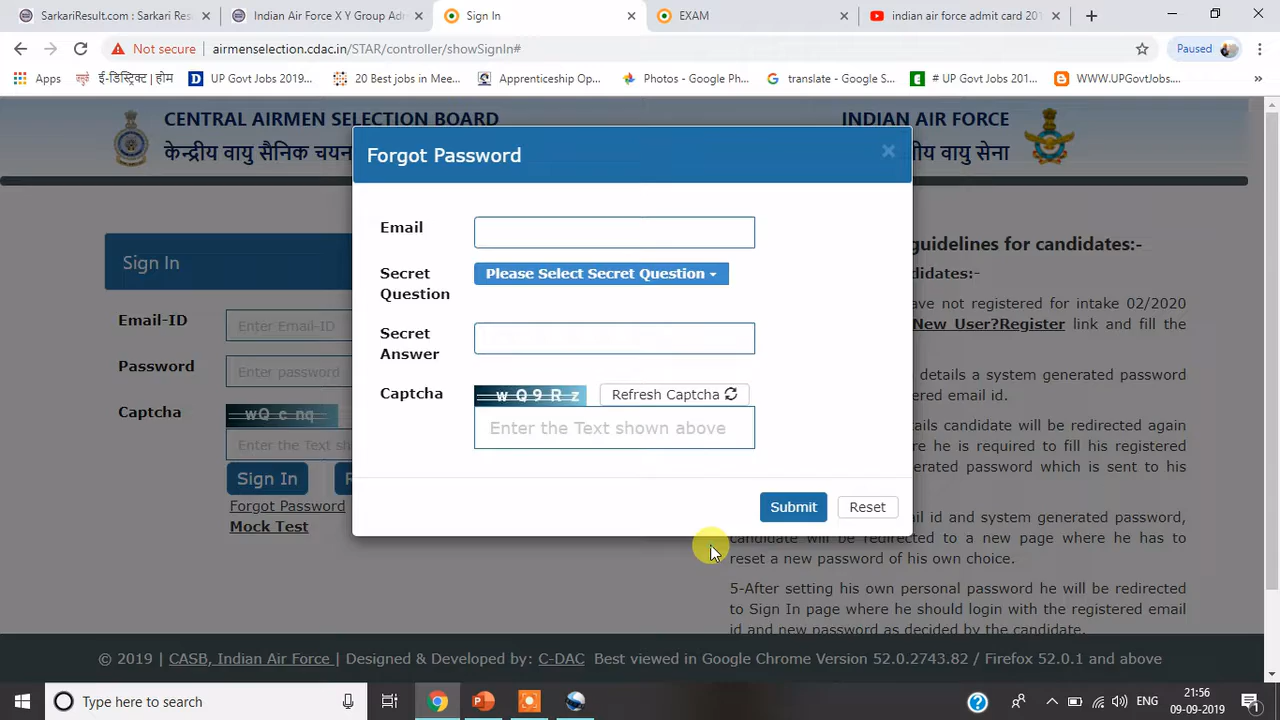 SarkariResult.com : Sarkari Res
Indian Air Force X Y Group Adm
Sign In
EXAM
indian air force admit card 20
Not secure
airmenselection.cdac.in/STAR/controller/showSignIn#
Paused
Apps
ई-डिस्ट्रिक्ट | होम
UP Govt Jobs 2019...
20 Best jobs in Mee...
Apprenticeship Op...
Photos - Google Ph...
translate - Google S...
# UP Govt Jobs 201...
WWW.UPGovtJobs....
»
CENTRAL AIRMEN SELECTION BOARD
केन्द्रीय वायु सैनिक चयन
INDIAN AIR FORCE
य वायु सेना
Forgot Password
×
Email
Secret Question
Please Select Secret Question
Secret Answer
Captcha
w Q 9 R z
Refresh Captcha
Enter the Text shown above
Submit
Reset
Sign In
Email-ID
Enter Email-ID
Password
Enter password
Captcha
wQ c nq
Enter the Text sh
Sign In
R
Forgot Password
Mock Test
guidelines for candidates:-
didates:-
ave not registered for intake 02/2020
New User?Register link and fill the
details a system generated password
ered email id.
tails candidate will be redirected again
re he is required to fill his registered
erated password which is sent to his
il id and system generated password,
candidate will be redirected to a new page where he has to
reset a new password of his own choice.
5-After setting his own personal password he will be redirected
to Sign In page where he should login with the registered email
id and new password as decided by the candidate.
© 2019 | CASB, Indian Air Force | Designed & Developed by: C-DAC Best viewed in Google Chrome Version 52.0.2743.82 / Firefox 52.0.1 and above
Type here to search
ENG
21:56
09-09-2019
1